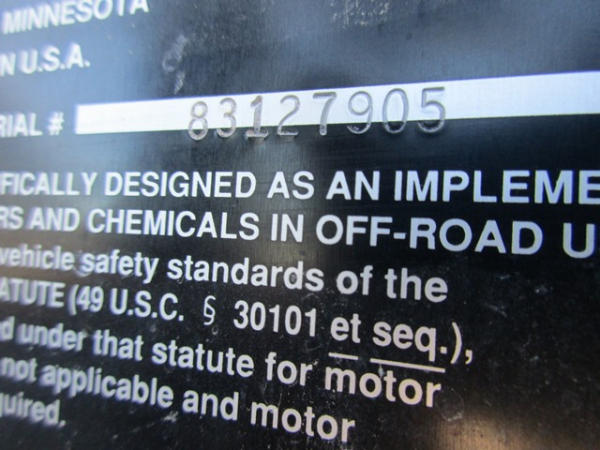 MINNESOTA
N U.S.A.
RIAL # 83127905
IFICALLY DESIGNED AS AN IMPLEME
RS AND CHEMICALS IN OFF-ROAD U
vehicle safety standards of the
ATUTE (49 U.S.C. § 30101 et seq.),
d under that statute for motor
not applicable and motor
quired.